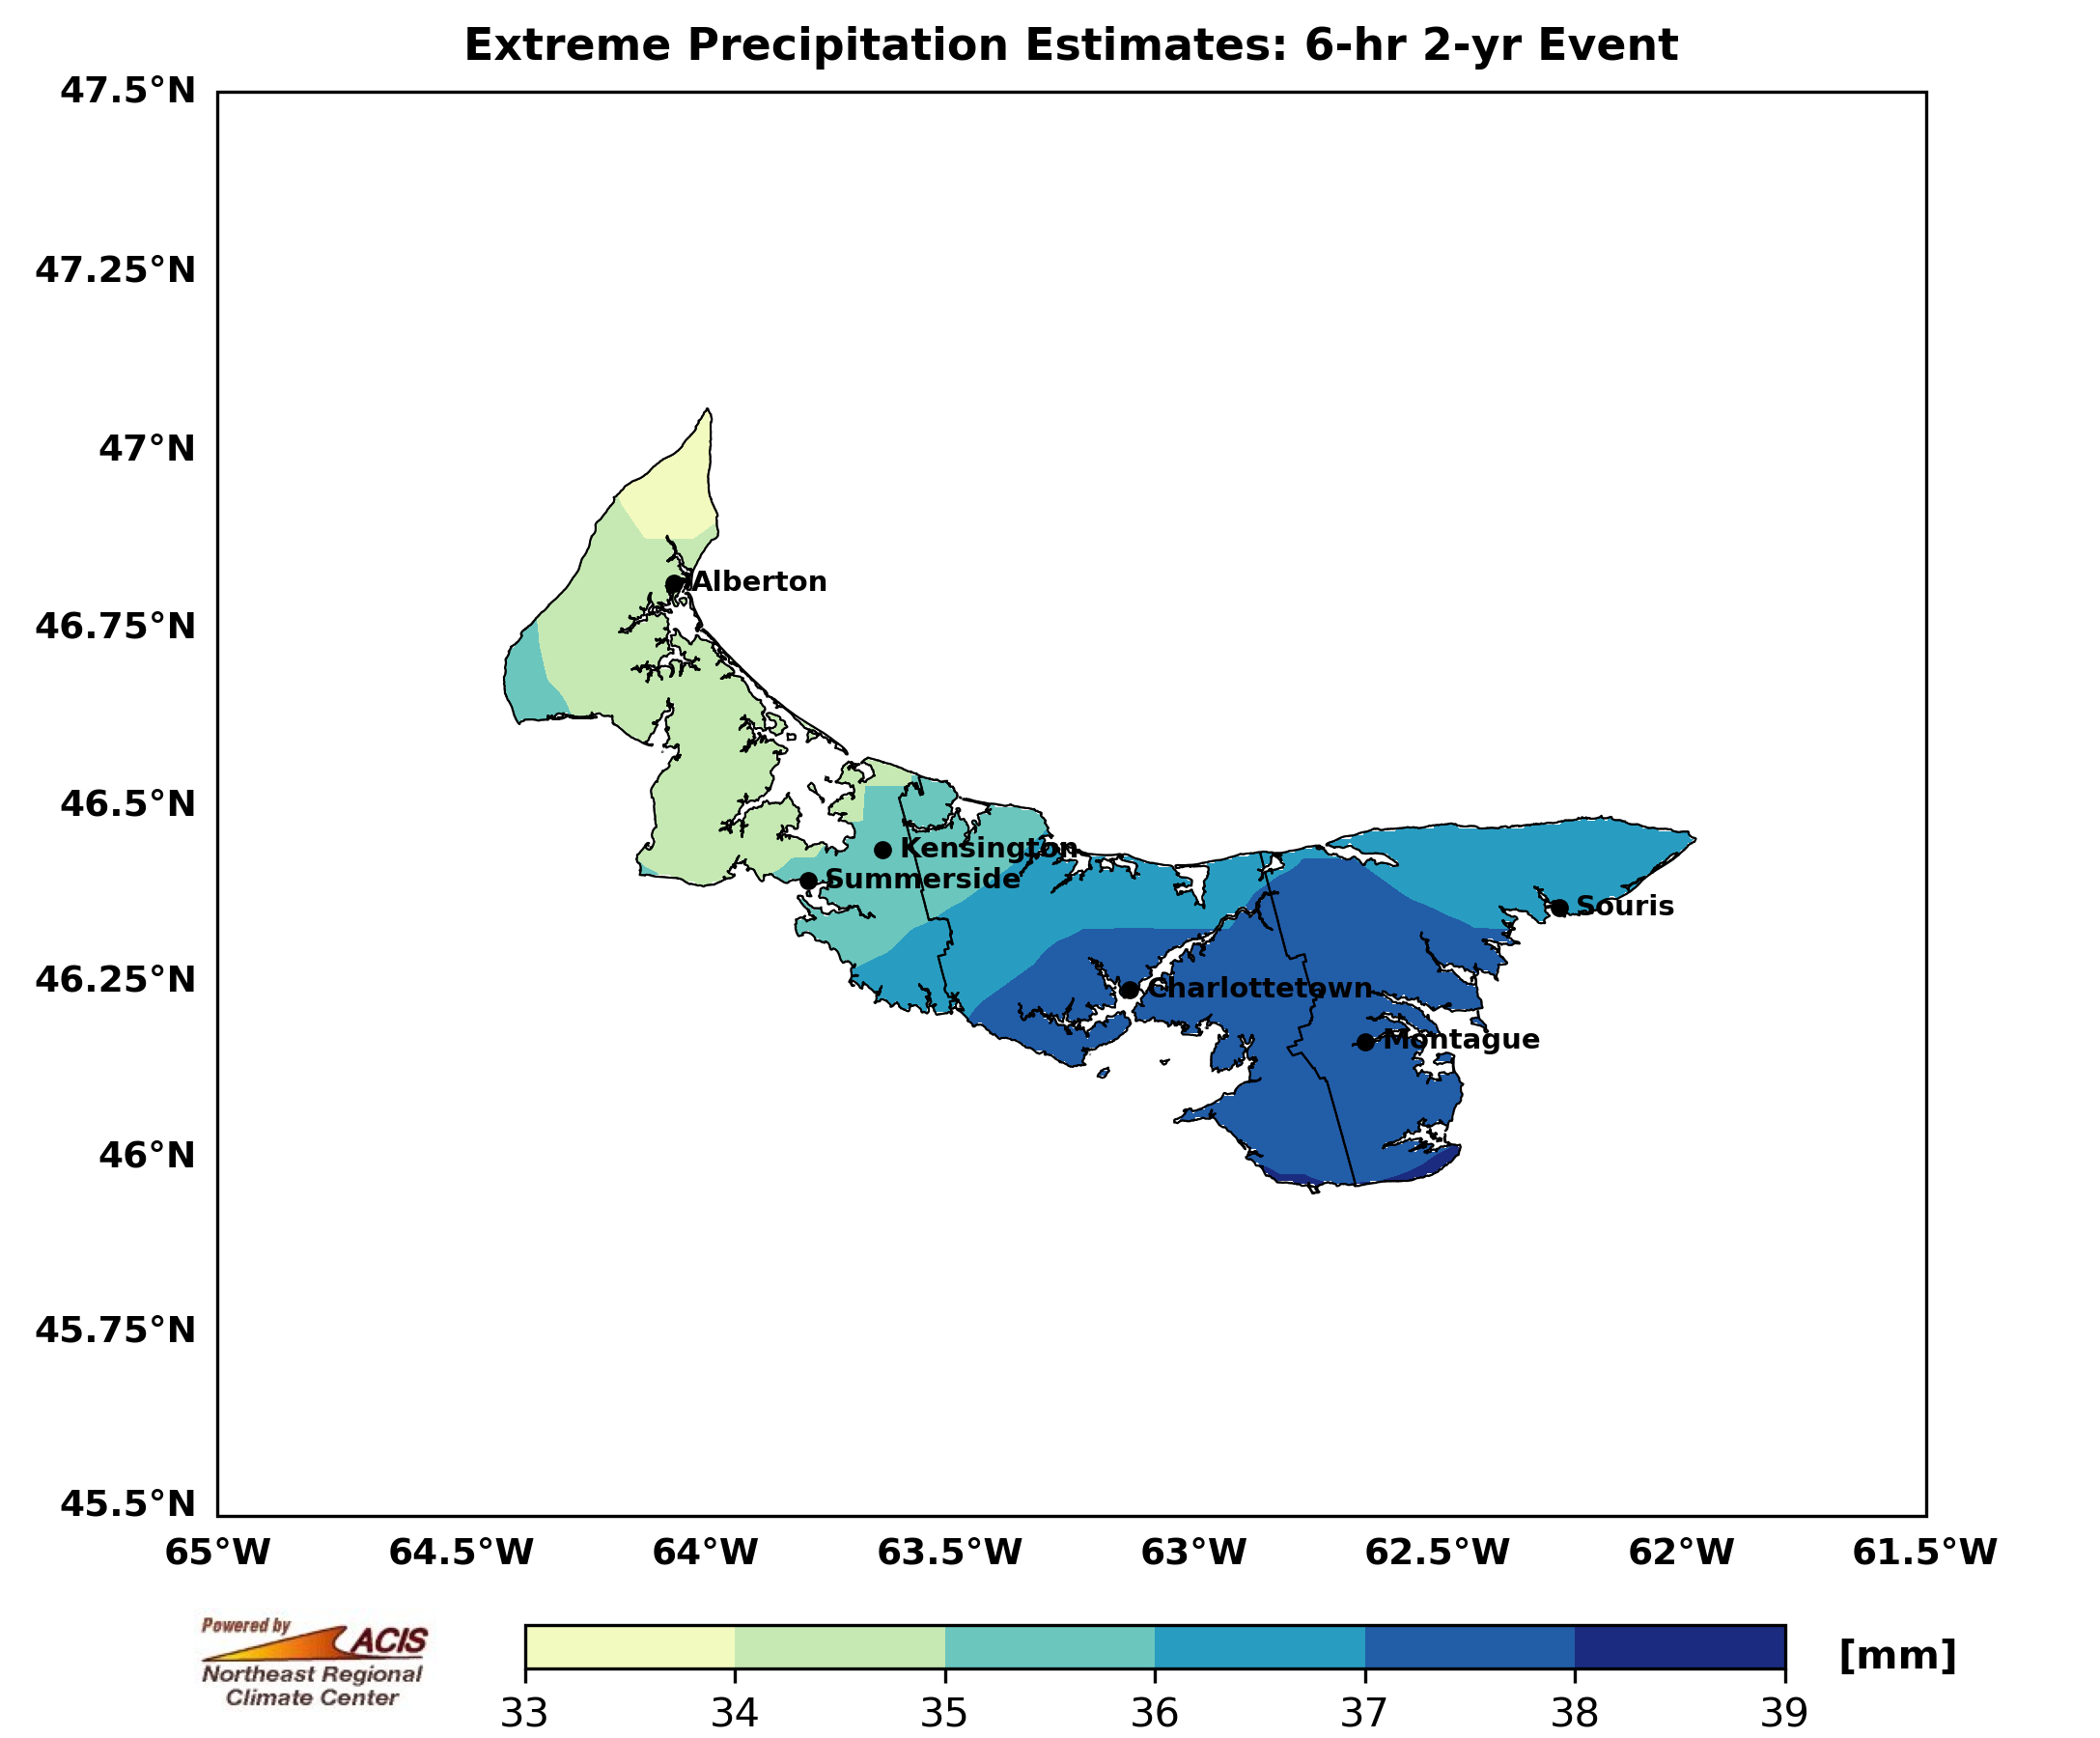 Extreme Precipitation Estimates: 6-hr 2-yr Event
47.5°N
47.25°N
47°N
46.75°N
46.5°N
46.25°N
46°N
45.75°N
45.5°N
Alberton
Kensington
Summerside
Souris
Charlottetown
Montague
65°W 64.5°W 64°W 63.5°W 63°W 62.5°W 62°W 61.5°W
Powered by
ACIS
Northeast Regional
Climate Center
[mm]
33 34 35 36 37 38 39